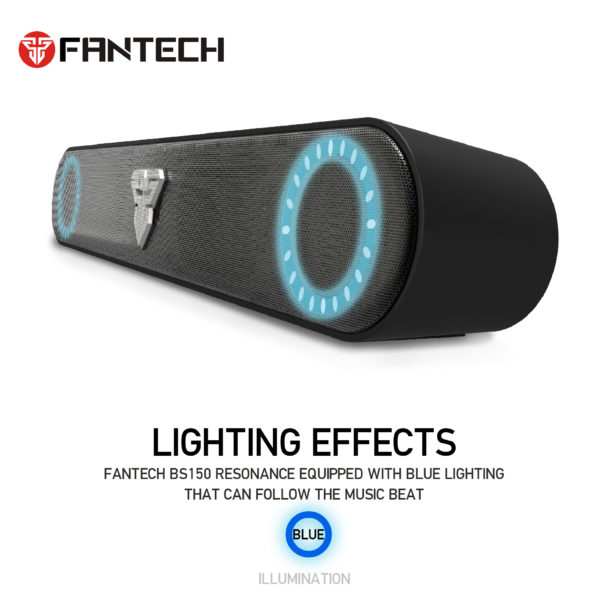 FANTECH
LIGHTING EFFECTS
FANTECH BS150 RESONANCE EQUIPPED WITH BLUE LIGHTING
THAT CAN FOLLOW THE MUSIC BEAT
BLUE
ILLUMINATION